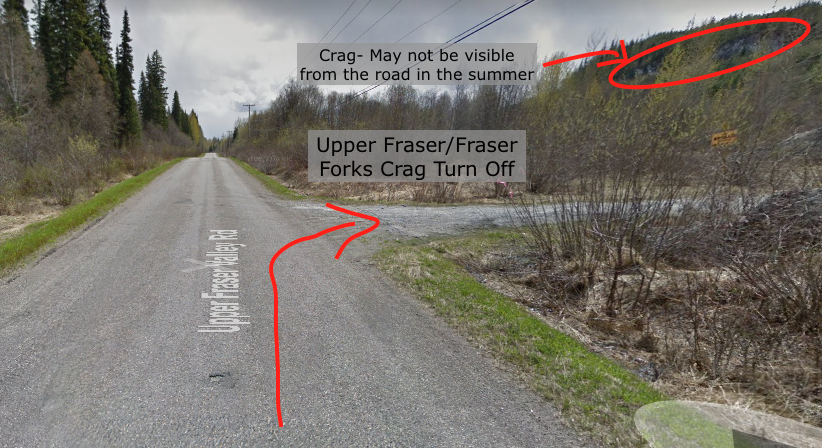 Crag- May not be visible
from the road in the summer
Upper Fraser/Fraser
Forks Crag Turn Off
Upper Fraser Valley Rd